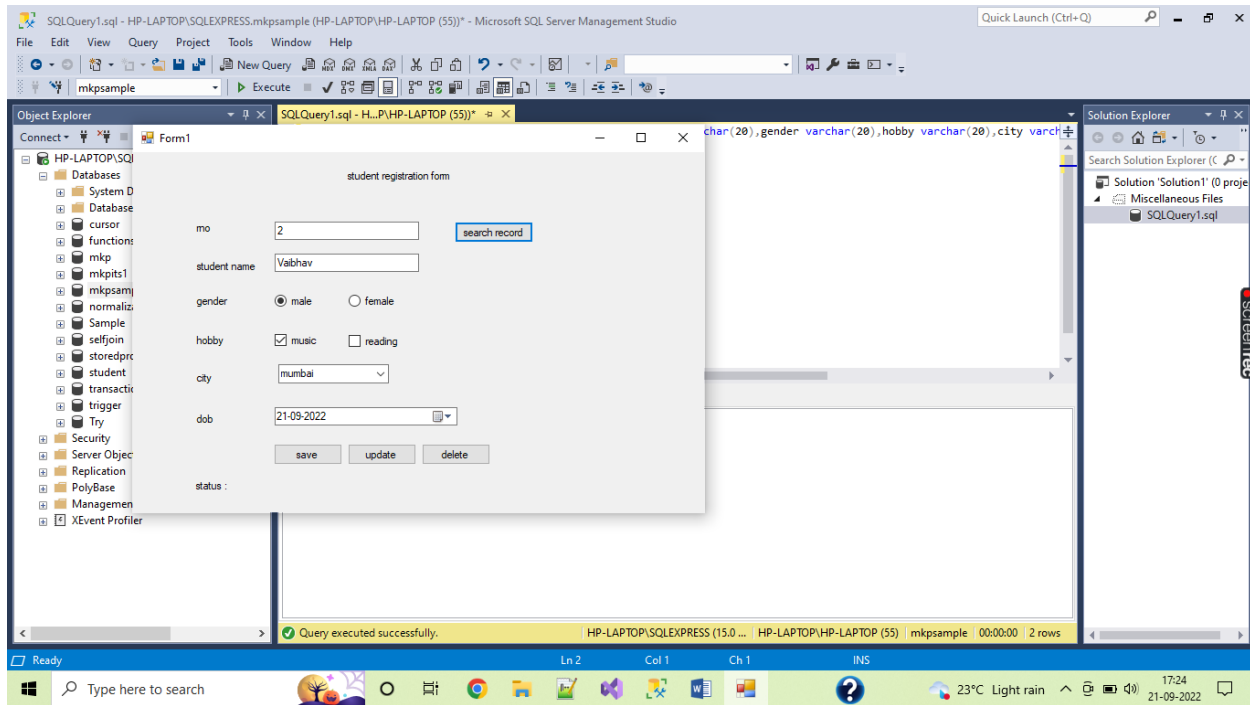 SQLQuery1.sql - HP-LAPTOP\SQLEXPRESS.mkpsample (HP-LAPTOP\HP-LAPTOP (55))* - Microsoft SQL Server Management Studio
Quick Launch (Ctrl+Q)
File Edit View Query Project Tools Window Help
New Query
mkpsample Execute
Object Explorer
SQLQuery1.sql - H...P\HP-LAPTOP (55))*
Solution Explorer
Connect
Form1
char(20),gender varchar(20),hobby varchar(20),city varch
HP-LAPTOP\SQL
Search Solution Explorer (C
Databases
student registration form
Solution 'Solution1' (0 proje
System D
Miscellaneous Files
Database
SQLQuery1.sql
cursor
functions
mkp
mkpits1
mkpsam
normaliza
Sample
selfjoin
storedpro
student
transactio
trigger
Try
Security
Server Objec
Replication
PolyBase
Managemen
XEvent Profiler
mo 2 search record
student name Vaibhav
gender male female
hobby music reading
city mumbai
dob 21-09-2022
save update delete
status :
screenrec
Query executed successfully. HP-LAPTOP\SQLEXPRESS (15.0 ... HP-LAPTOP\HP-LAPTOP (55) mkpsample 00:00:00 2 rows
Ready Ln 2 Col 1 Ch 1 INS
Type here to search
23°C Light rain
17:24
21-09-2022